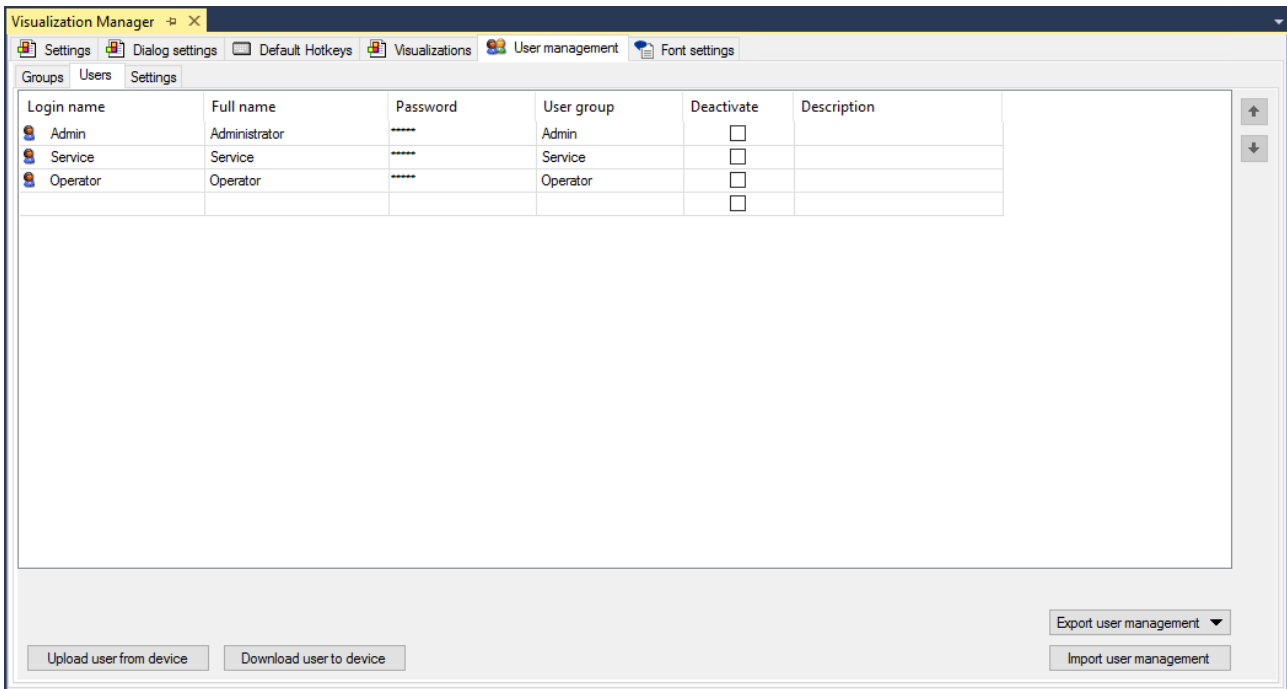 Visualization Manager
Settings Dialog settings Default Hotkeys Visualizations User management Font settings
Groups Users Settings
Login name Full name Password User group Deactivate Description
Admin Administrator ***** Admin
Service Service ***** Service
Operator Operator ***** Operator
Export user management
Upload user from device Download user to device Import user management